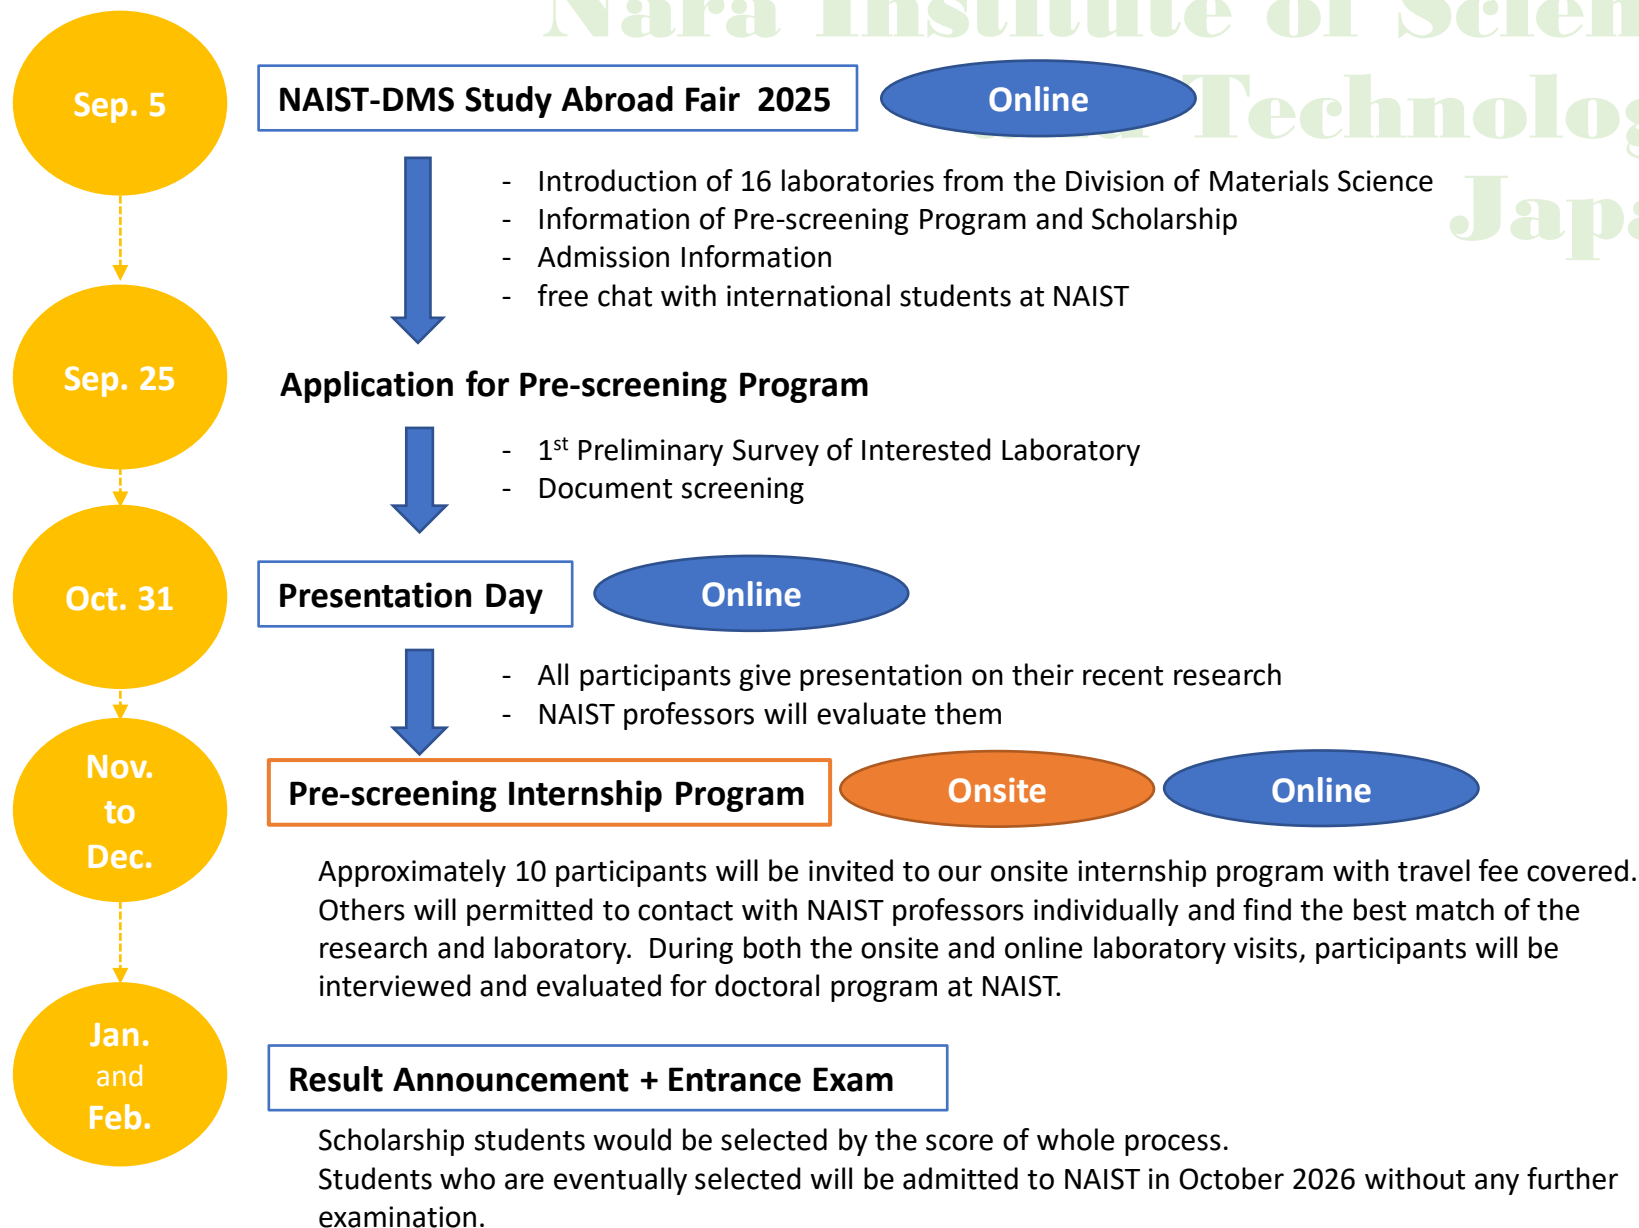 Nara Institute of Scien
Technolog
Japa
Sep. 5
NAIST-DMS Study Abroad Fair 2025
Online
- Introduction of 16 laboratories from the Division of Materials Science
- Information of Pre-screening Program and Scholarship
- Admission Information
- free chat with international students at NAIST
Sep. 25
Application for Pre-screening Program
- 1st Preliminary Survey of Interested Laboratory
- Document screening
Oct. 31
Presentation Day
Online
- All participants give presentation on their recent research
- NAIST professors will evaluate them
Nov.
to
Dec.
Pre-screening Internship Program
Onsite
Online
Approximately 10 participants will be invited to our onsite internship program with travel fee covered.
Others will permitted to contact with NAIST professors individually and find the best match of the
research and laboratory. During both the onsite and online laboratory visits, participants will be
interviewed and evaluated for doctoral program at NAIST.
Jan.
and
Feb.
Result Announcement + Entrance Exam
Scholarship students would be selected by the score of whole process.
Students who are eventually selected will be admitted to NAIST in October 2026 without any further
examination.